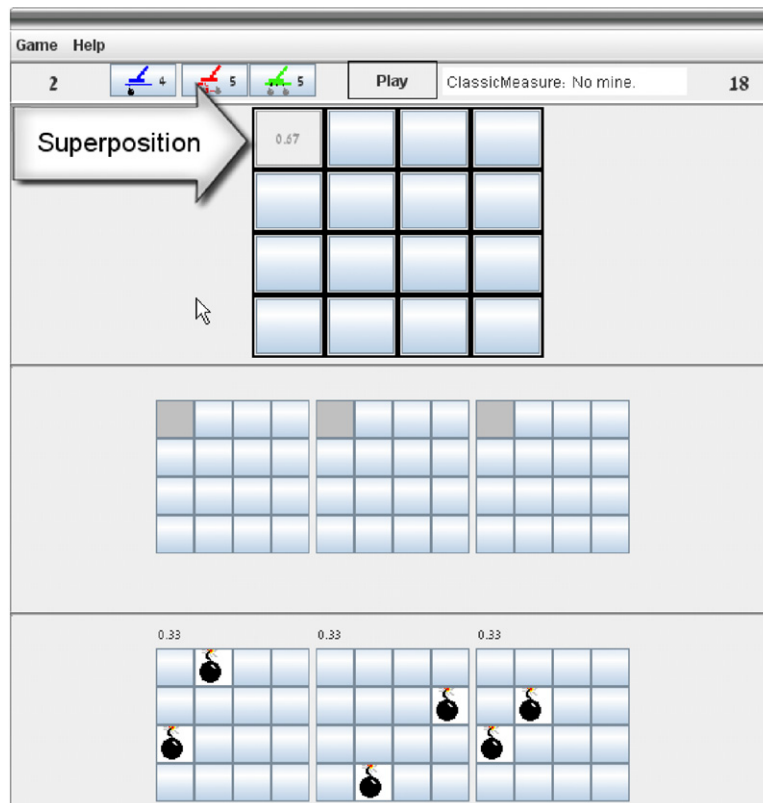 Game Help
2 4 5 5 Play ClassicMeasure: No mine. 18
Superposition 0.67
0.33 0.33 0.33